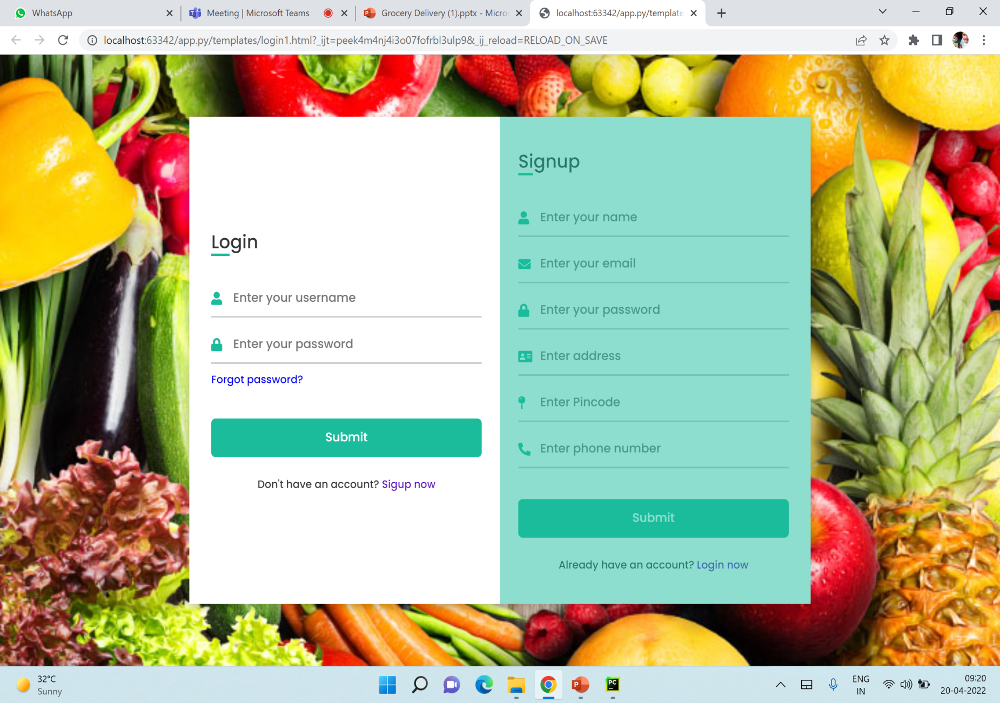 WhatsApp
Meeting | Microsoft Teams
Grocery Delivery (1).pptx - Micros
localhost:63342/app.py/template
localhost:63342/app.py/templates/login1.html?_ijt=peek4m4nj4i3o07fofrbl3ulp9&_ij_reload=RELOAD_ON_SAVE
Login
Enter your username
Enter your password
Forgot password?
Submit
Don't have an account? Sigup now
Signup
Enter your name
Enter your email
Enter your password
Enter address
Enter Pincode
Enter phone number
Submit
Already have an account? Login now
32°C
Sunny
P
PC
ENG
IN
09:20
20-04-2022